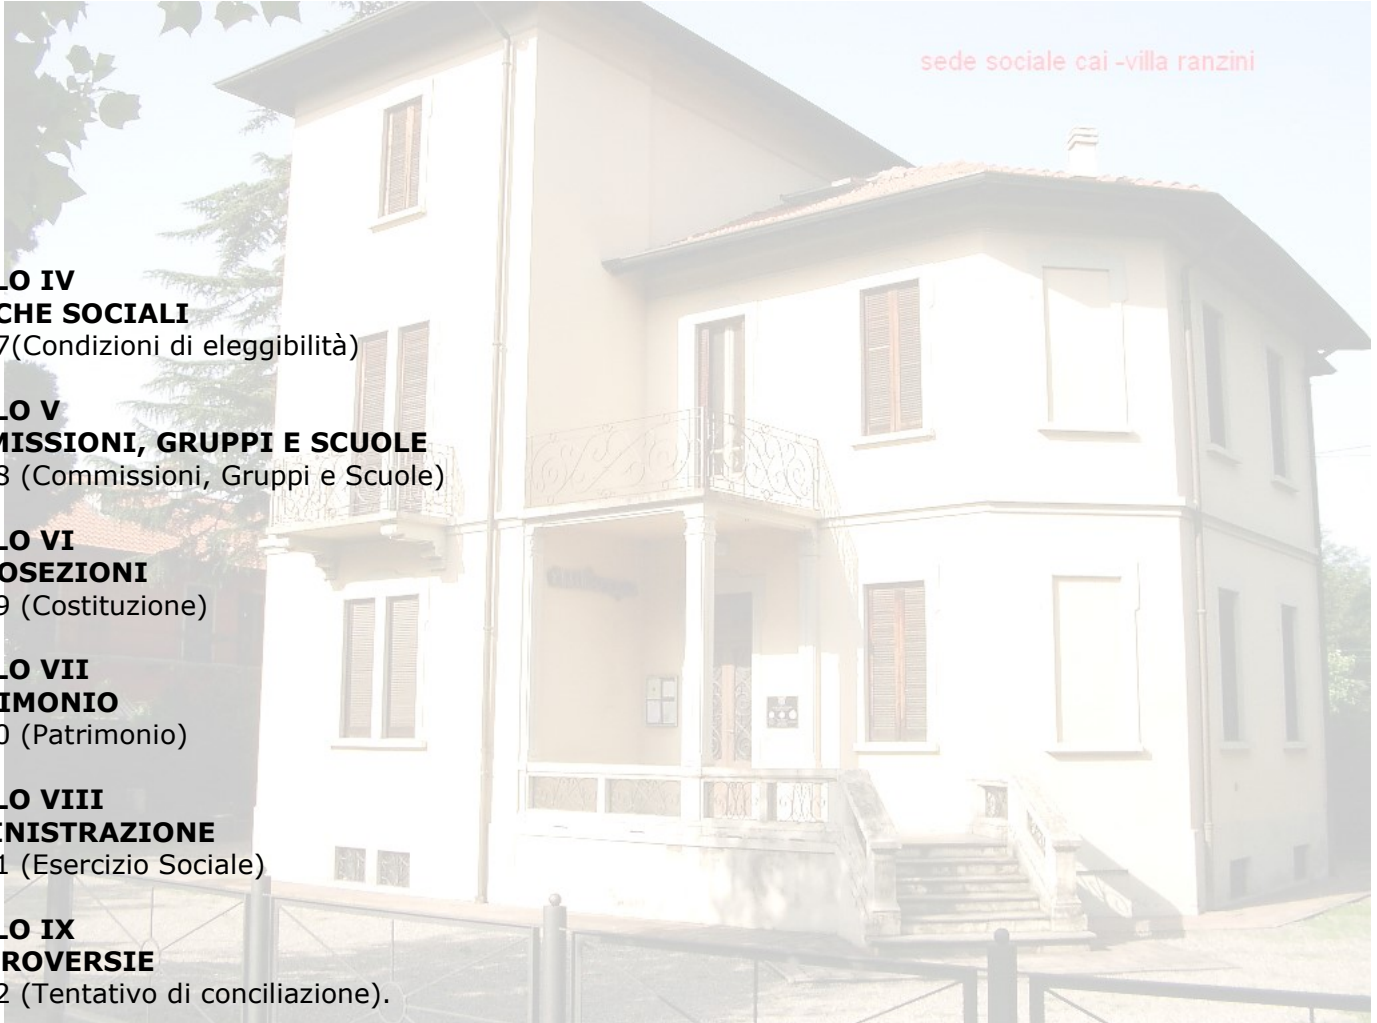 sede sociale cai -villa ranzini
LO IV
CHE SOCIALI
7(Condizioni di eleggibilità)
LO V
MISSIONI, GRUPPI E SCUOLE
8 (Commissioni, Gruppi e Scuole)
LO VI
OSEZIONI
9 (Costituzione)
LO VII
IMONIO
0 (Patrimonio)
LO VIII
INISTRAZIONE
1 (Esercizio Sociale)
LO IX
ROVERSIE
2 (Tentativo di conciliazione).